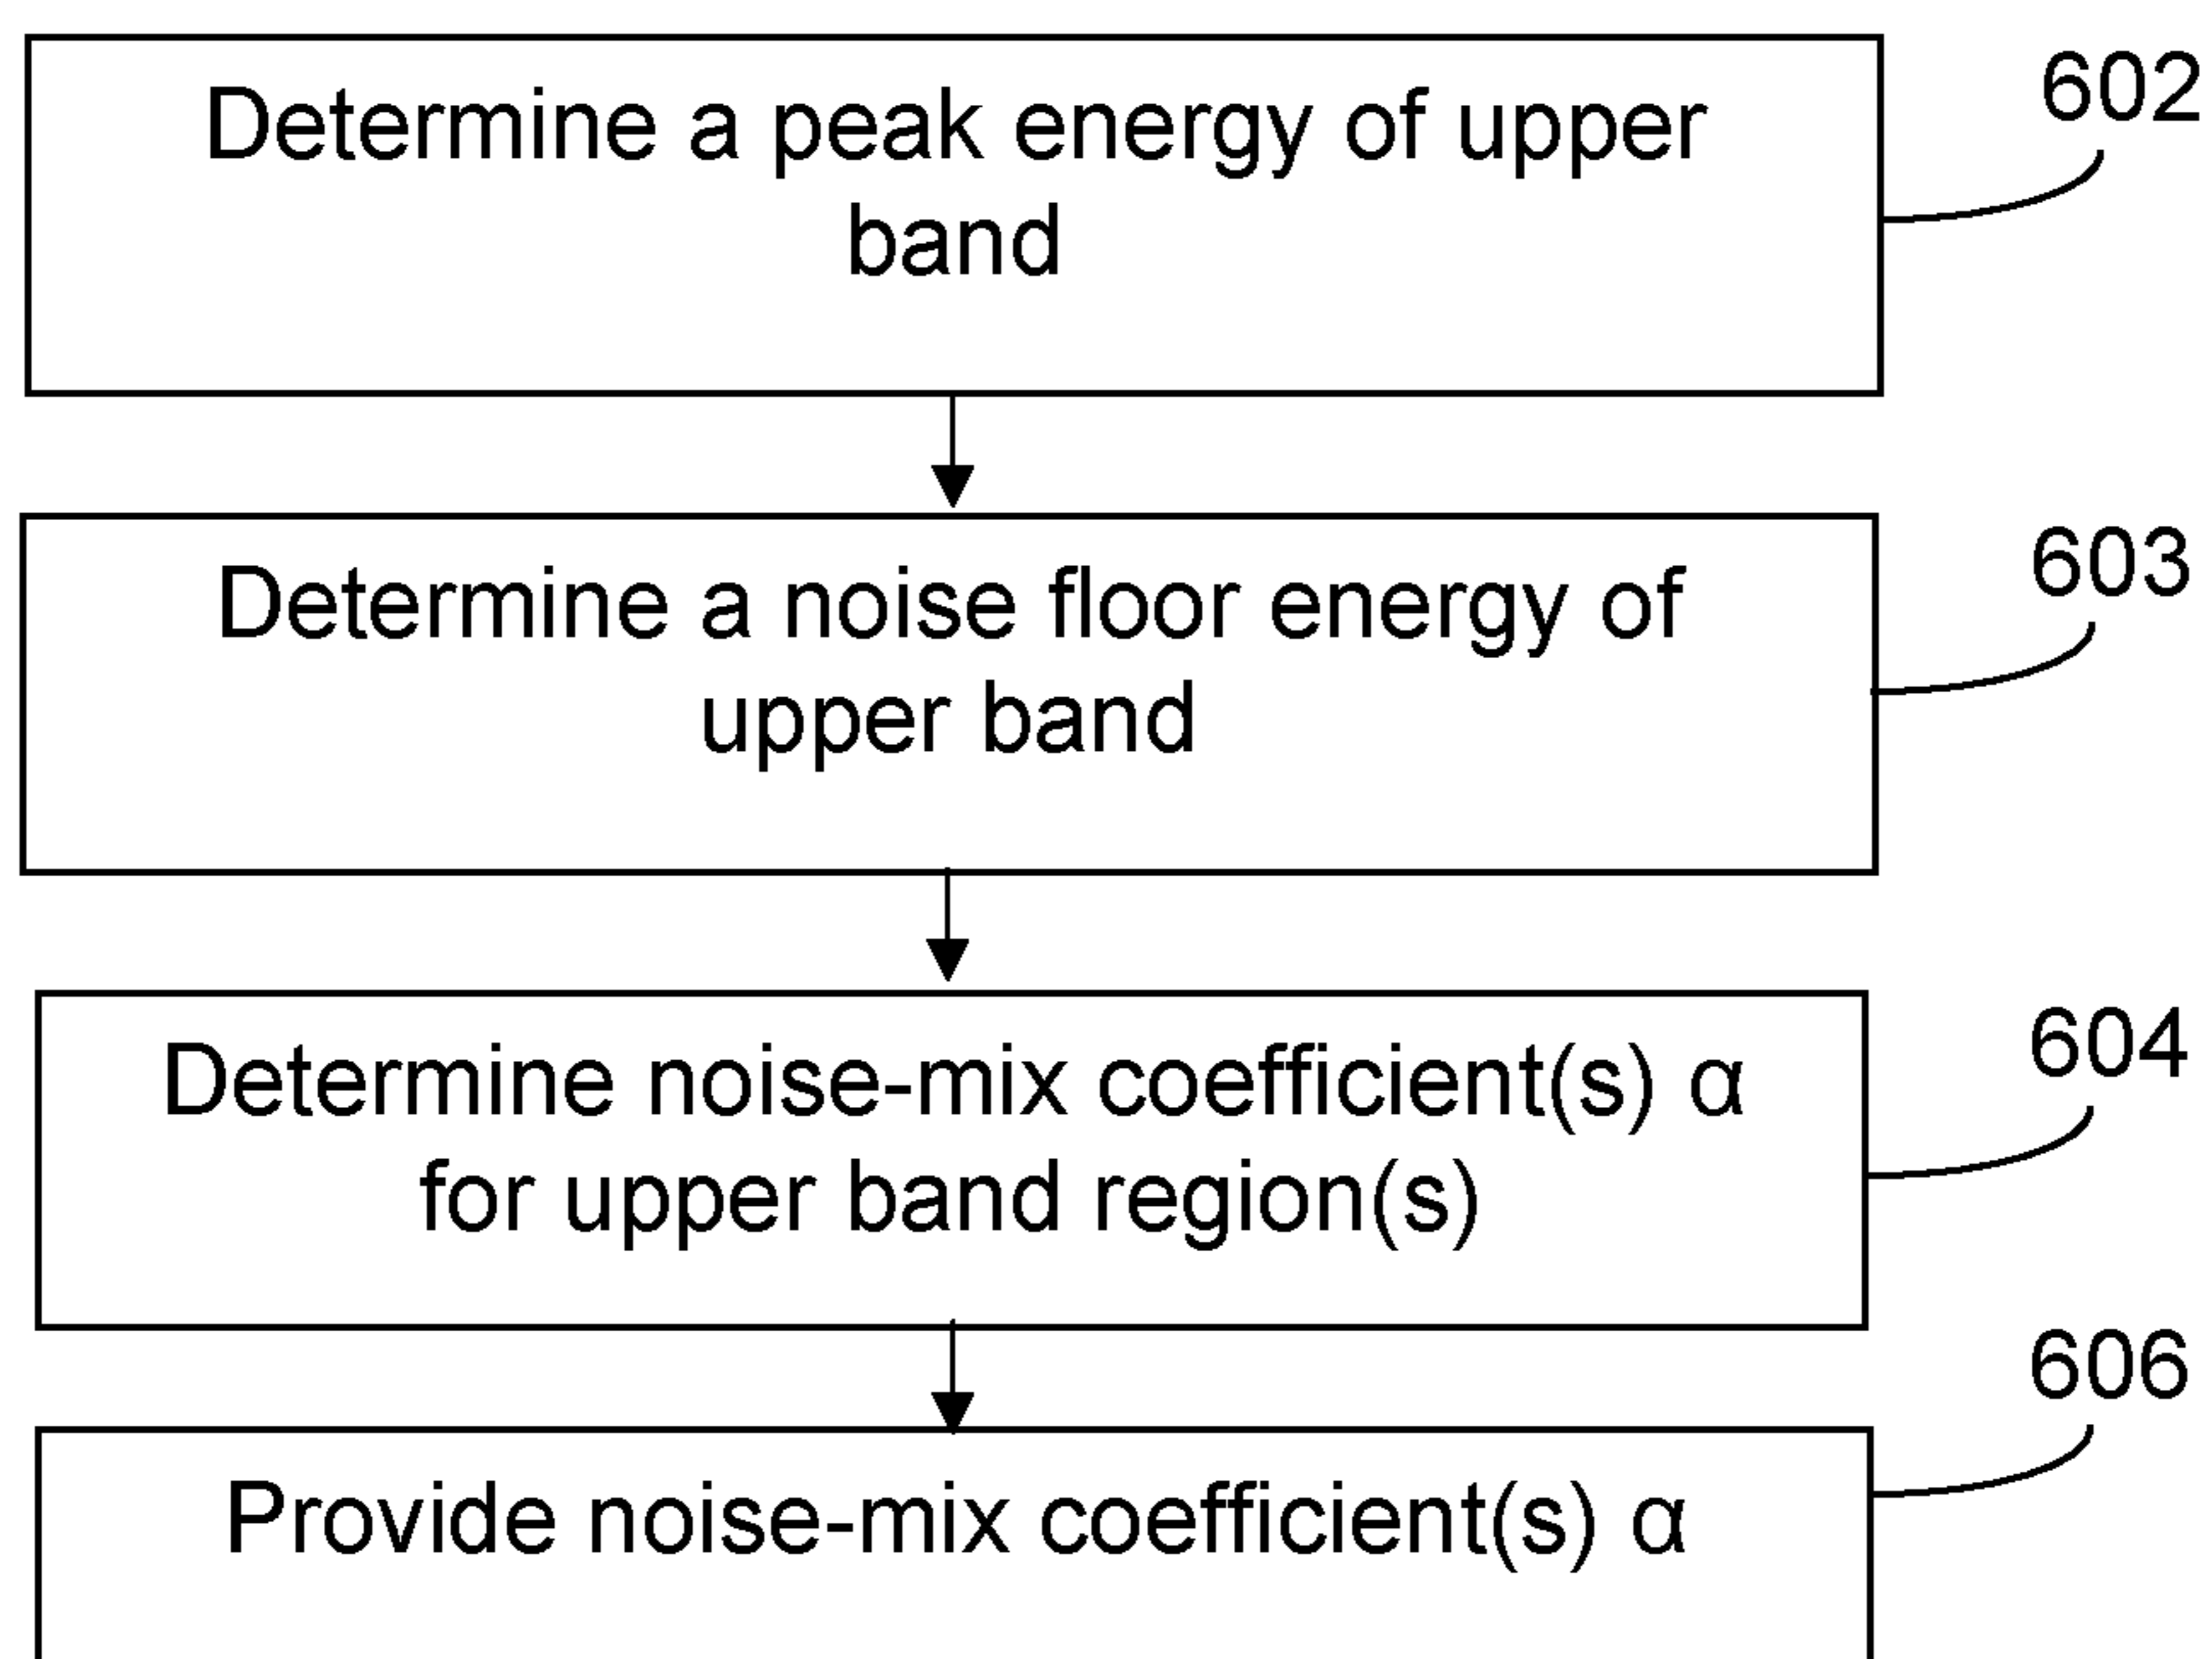 Determine a peak energy of upper
band
602
Determine a noise floor energy of
upper band
603
Determine noise-mix coefficient(s) α
for upper band region(s)
604
Provide noise-mix coefficient(s) α
606